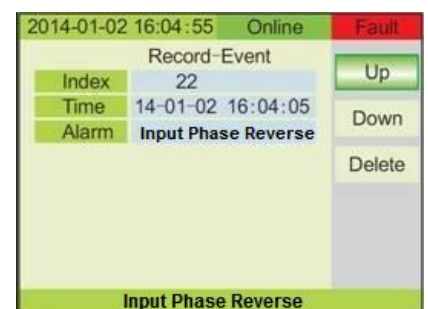 2014-01-02 16:04:55 Online Fault
Record-Event
Up
Index 22
Time 14-01-02 16:04:05
Down
Alarm Input Phase Reverse
Delete
Input Phase Reverse